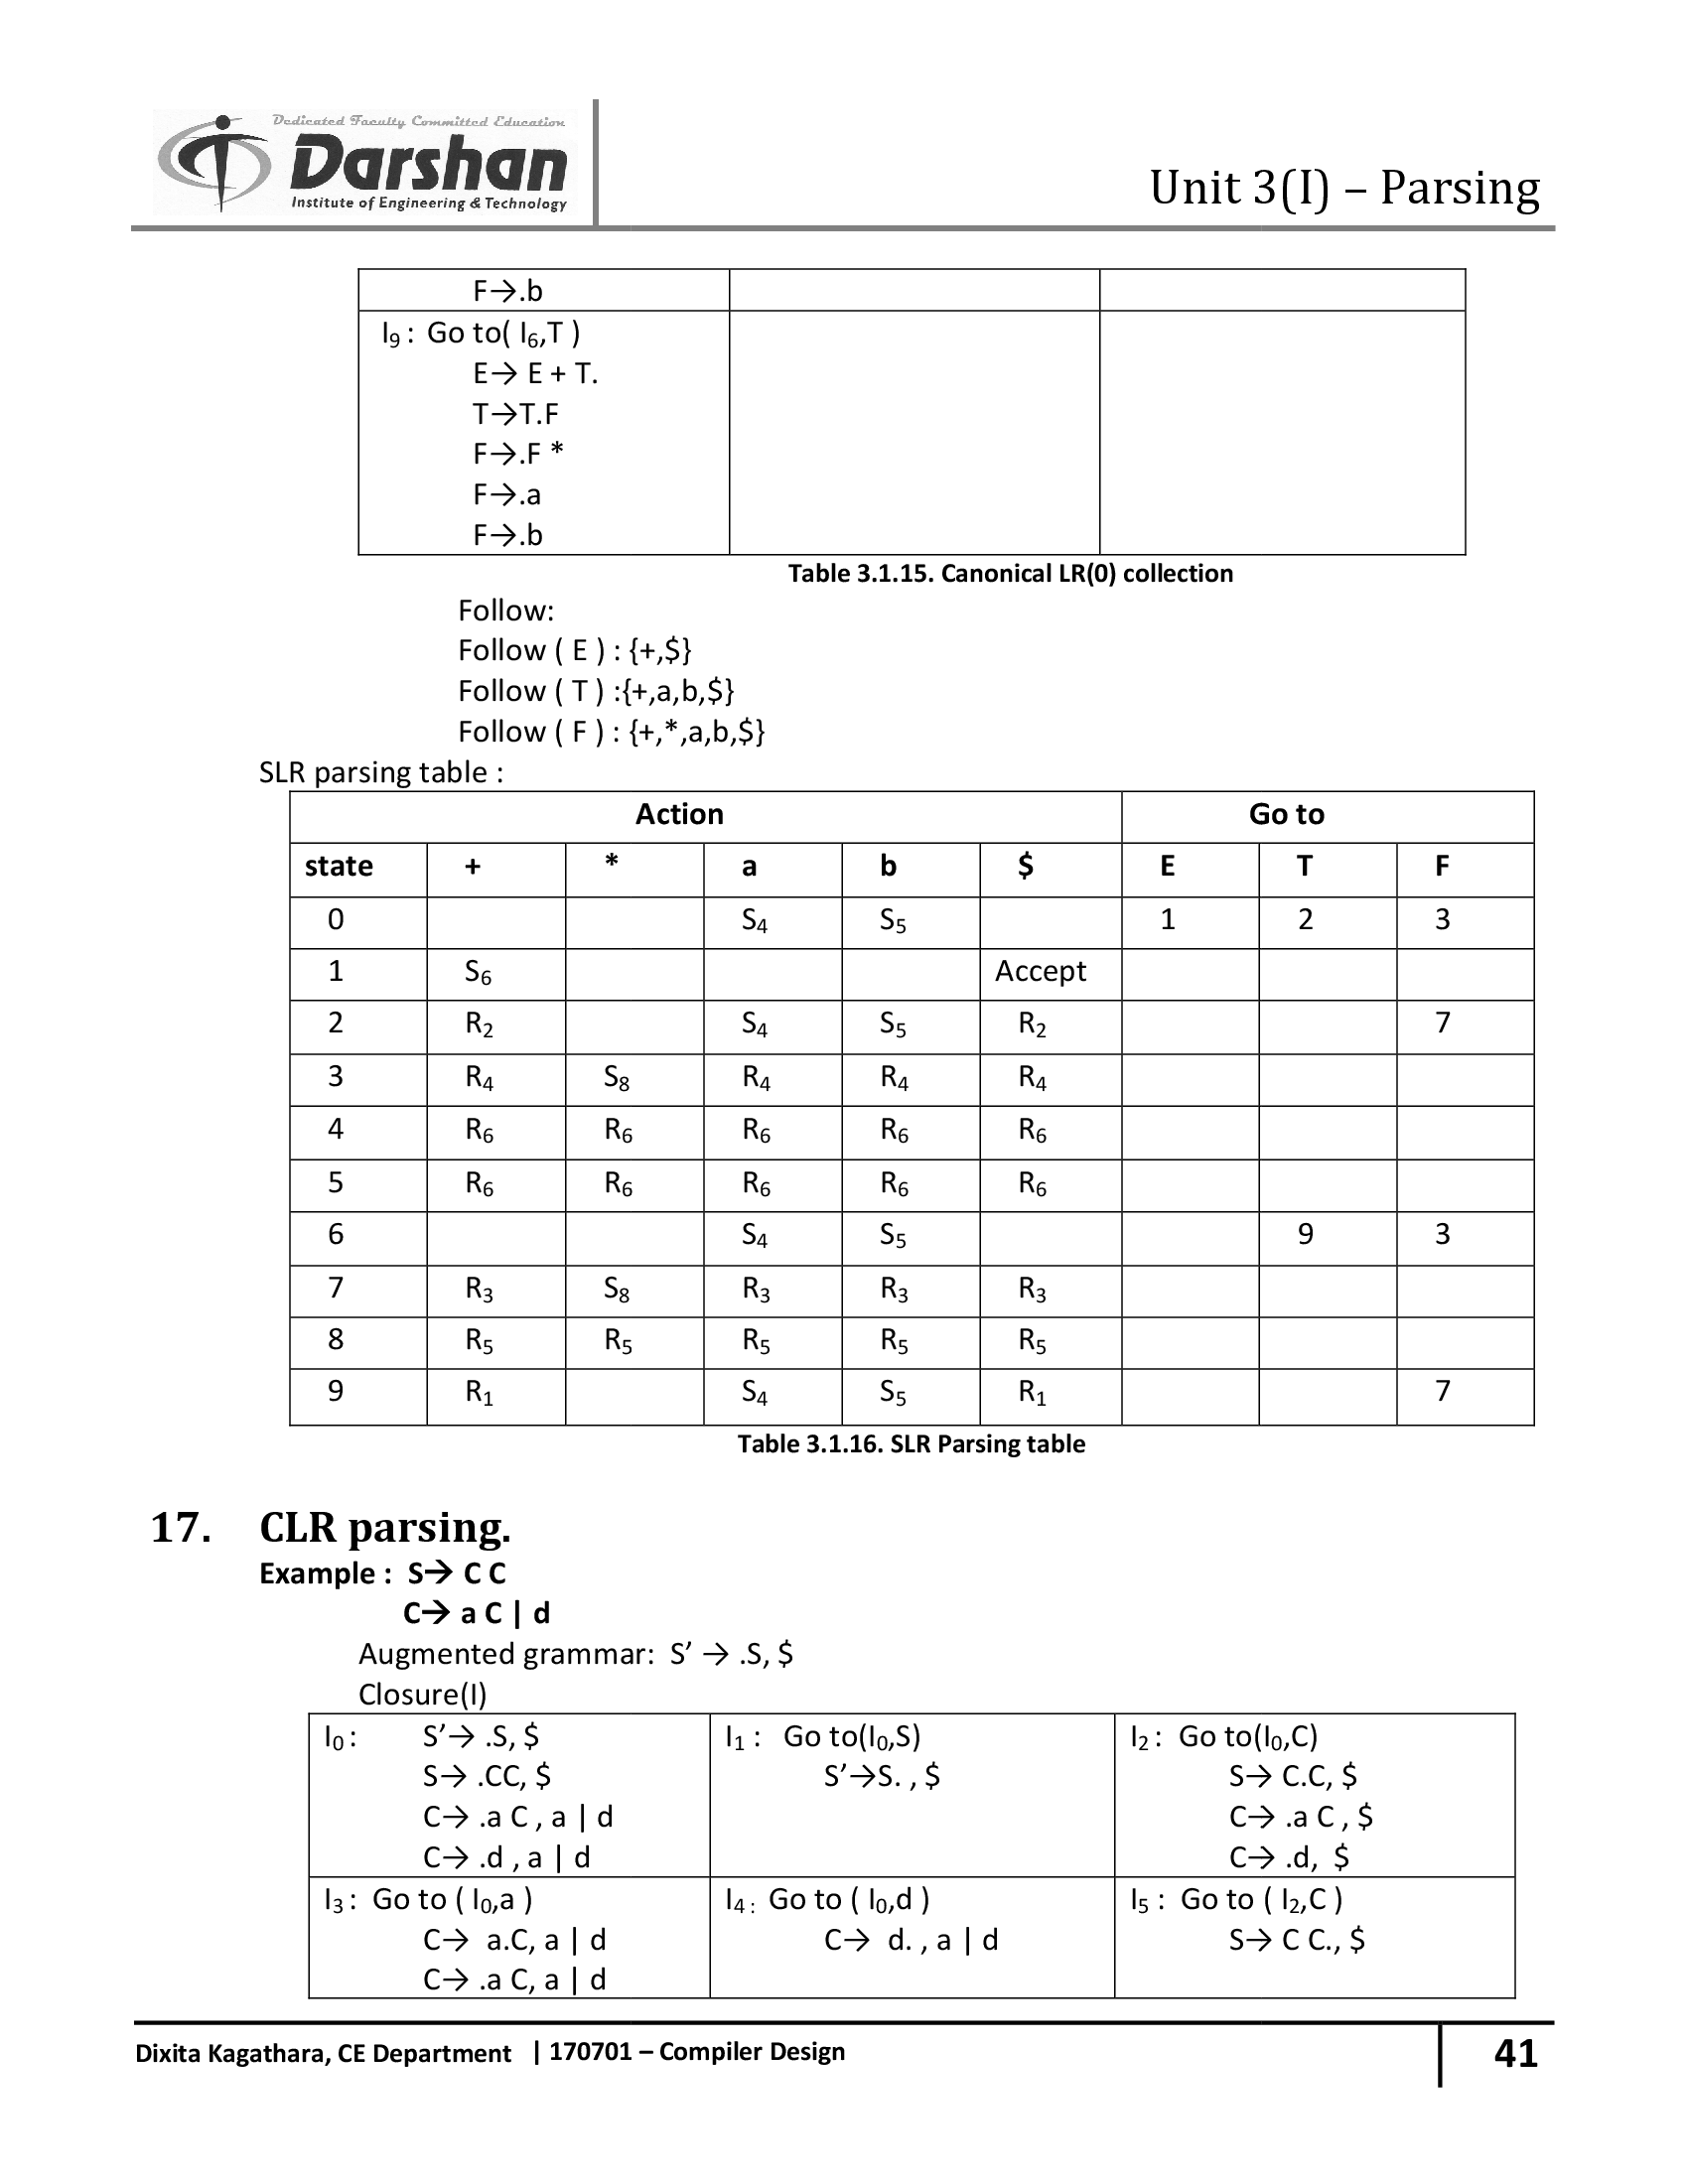 Dedicated Faculty Committed Education
Darshan
Institute of Engineering & Technology
Unit 3(I) – Parsing
F→.b
I9 : Go to( I6,T )
E→ E + T.
T→T.F
F→.F *
F→.a
F→.b
Table 3.1.15. Canonical LR(0) collection
Follow:
Follow ( E ) : {+,$}
Follow ( T ) :{+,a,b,$}
Follow ( F ) : {+,*,a,b,$}
SLR parsing table :
Action Go to
state + * a b $ E T F
0 S4 S5 1 2 3
1 S6 Accept
2 R2 S4 S5 R2 7
3 R4 S8 R4 R4 R4
4 R6 R6 R6 R6 R6
5 R6 R6 R6 R6 R6
6 S4 S5 9 3
7 R3 S8 R3 R3 R3
8 R5 R5 R5 R5 R5
9 R1 S4 S5 R1 7
Table 3.1.16. SLR Parsing table
17. CLR parsing.
Example : S→ C C
C→ a C | d
Augmented grammar: S’ → .S, $
Closure(I)
I0 : S’→ .S, $
S→ .CC, $
C→ .a C , a | d
C→ .d , a | d
I1 : Go to(I0,S)
S’→S. , $
I2 : Go to(I0,C)
S→ C.C, $
C→ .a C , $
C→ .d, $
I3 : Go to ( I0,a )
C→ a.C, a | d
C→ .a C, a | d
I4 : Go to ( I0,d )
C→ d. , a | d
I5 : Go to ( I2,C )
S→ C C., $
Dixita Kagathara, CE Department | 170701 – Compiler Design 41